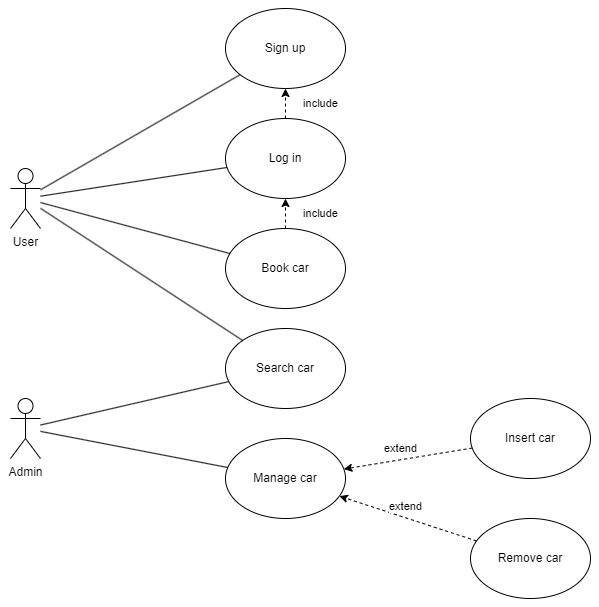 Sign up
include
Log in
include
User
Book car
Search car
Admin
Manage car
extend
Insert car
extend
Remove car